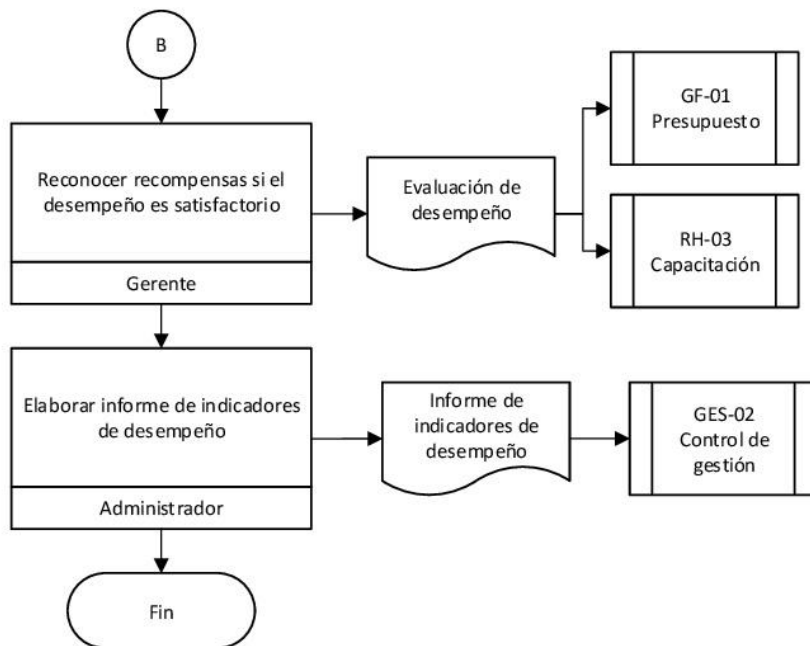 B
Reconocer recompensas si el
desempeño es satisfactorio
Gerente
Evaluación de
desempeño
GF-01
Presupuesto
RH-03
Capacitación
Elaborar informe de indicadores
de desempeño
Administrador
Informe de
indicadores de
desempeño
GES-02
Control de
gestión
Fin